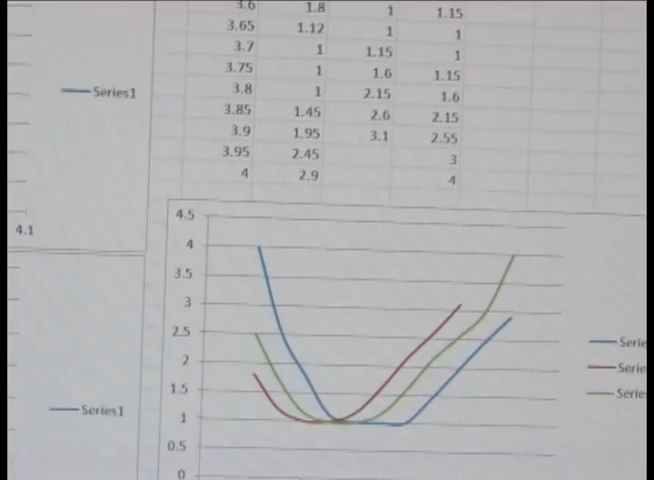 3.6 1.8 1 1.15
3.65 1.12 1 1
3.7 1 1.15 1
3.75 1 1.6 1.15
3.8 1 2.15 1.6
3.85 1.45 2.6 2.15
3.9 1.95 3.1 2.55
3.95 2.45 3
4 2.9 4
Series1
4.1
Series1
4.5
4
3.5
3
2.5
2
1.5
1
0.5
0
Serie
Serie
Serie